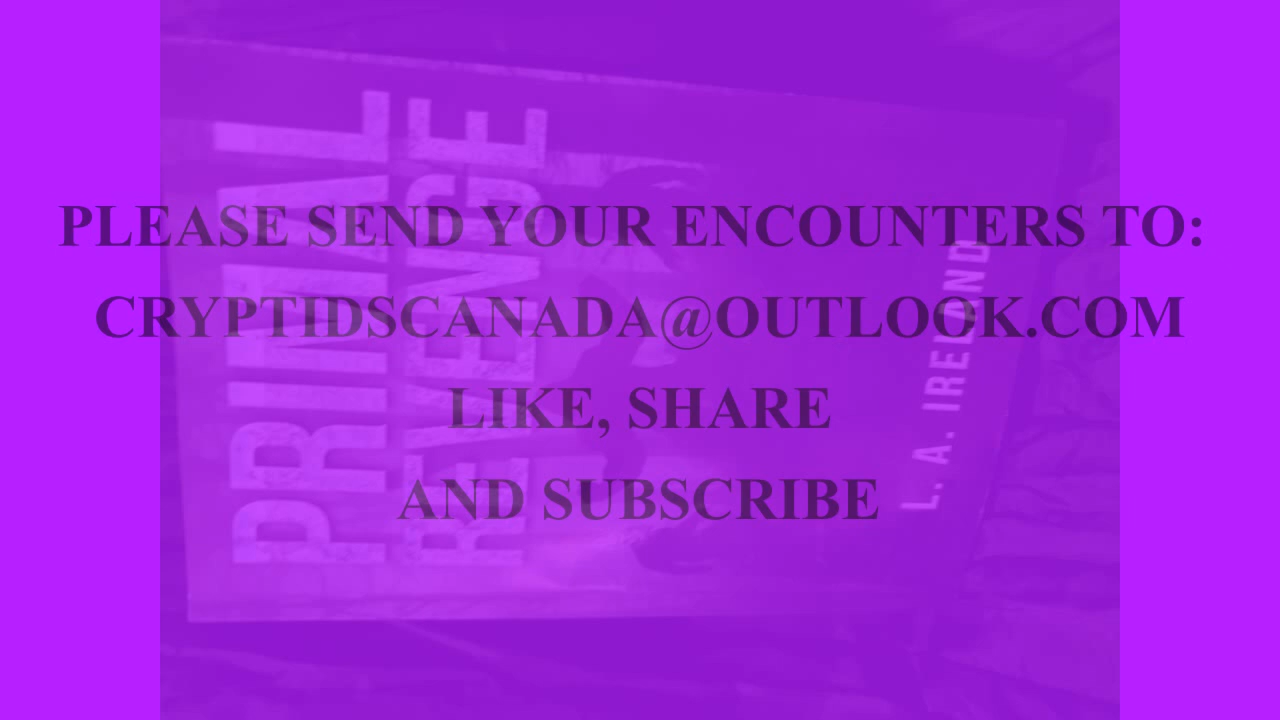 PLEASE SEND YOUR ENCOUNTERS TO:
CRYPTIDSCANADA@OUTLOOK.COM
LIKE, SHARE
AND SUBSCRIBE
PRIMAL
REVENGE
L. A. IRELAND